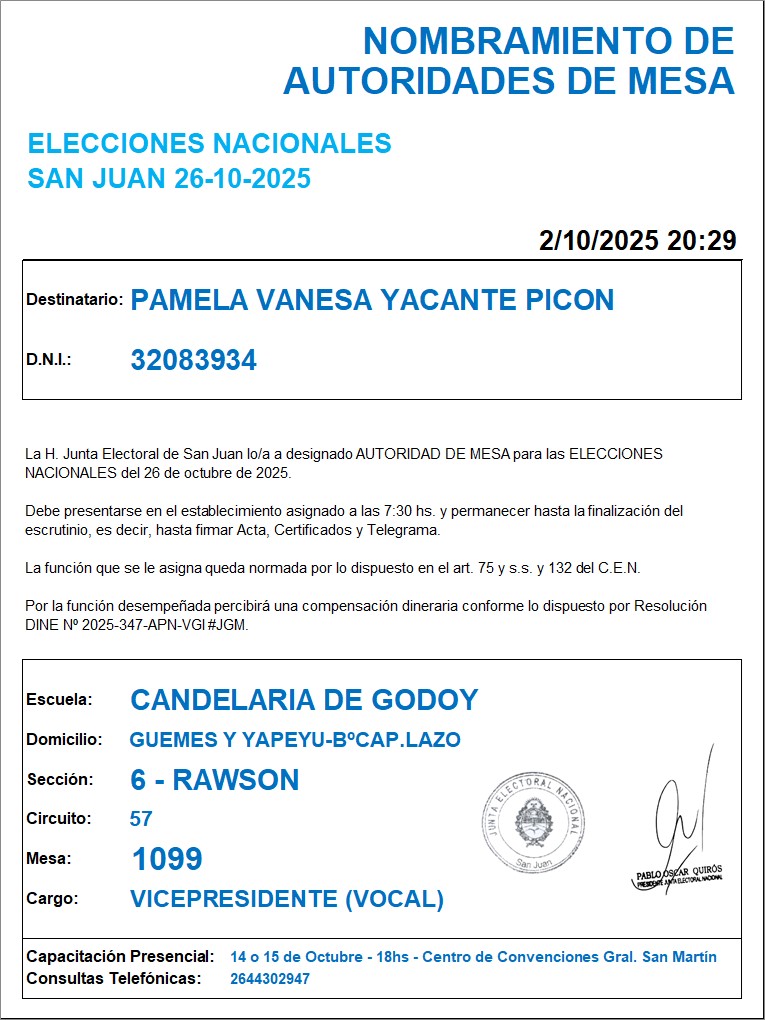 NOMBRAMIENTO DE
AUTORIDADES DE MESA
ELECCIONES NACIONALES
SAN JUAN 26-10-2025
2/10/2025 20:29
Destinatario: PAMELA VANESA YACANTE PICON
D.N.I.: 32083934
La H. Junta Electoral de San Juan lo/a a designado AUTORIDAD DE MESA para las ELECCIONES
NACIONALES del 26 de octubre de 2025.
Debe presentarse en el establecimiento asignado a las 7:30 hs. y permanecer hasta la finalización del
escrutinio, es decir, hasta firmar Acta, Certificados y Telegrama.
La función que se le asigna queda normada por lo dispuesto en el art. 75 y s.s. y 132 del C.E.N.
Por la función desempeñada percibirá una compensación dineraria conforme lo dispuesto por Resolución
DINE Nº 2025-347-APN-VGI#JGM.
Escuela: CANDELARIA DE GODOY
Domicilio: GUEMES Y YAPEYU-BºCAP.LAZO
Sección: 6 - RAWSON
Circuito: 57
Mesa: 1099
Cargo: VICEPRESIDENTE (VOCAL)
JUNTA ELECTORAL NACIONAL
San Juan
PABLO OSCAR QUIRÓS
PRESIDENTE JUNTA ELECTORAL NACIONAL
Capacitación Presencial: 14 o 15 de Octubre - 18hs - Centro de Convenciones Gral. San Martín
Consultas Telefónicas: 2644302947